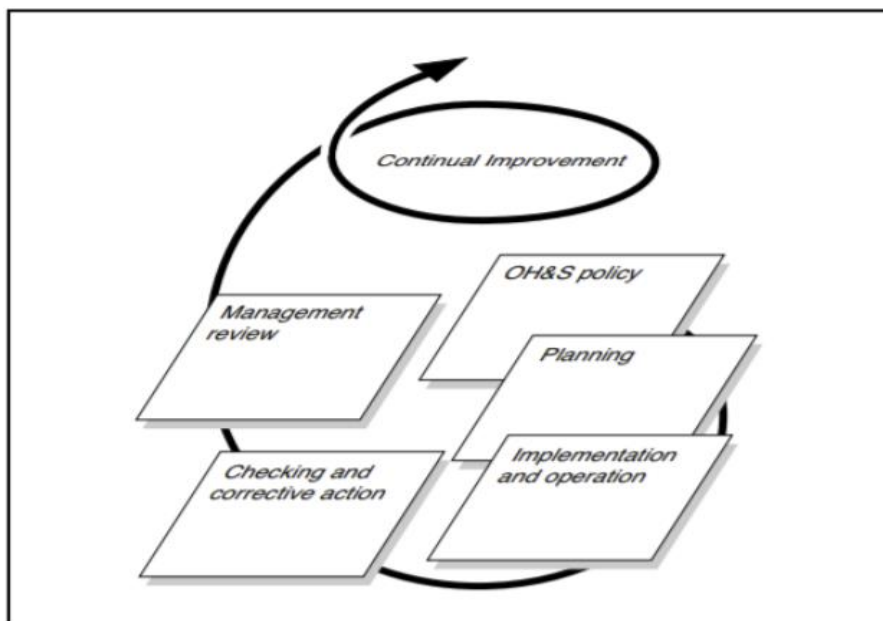 Continual Improvement
OH&S policy
Management
review
Planning
Implementation
and operation
Checking and
corrective action